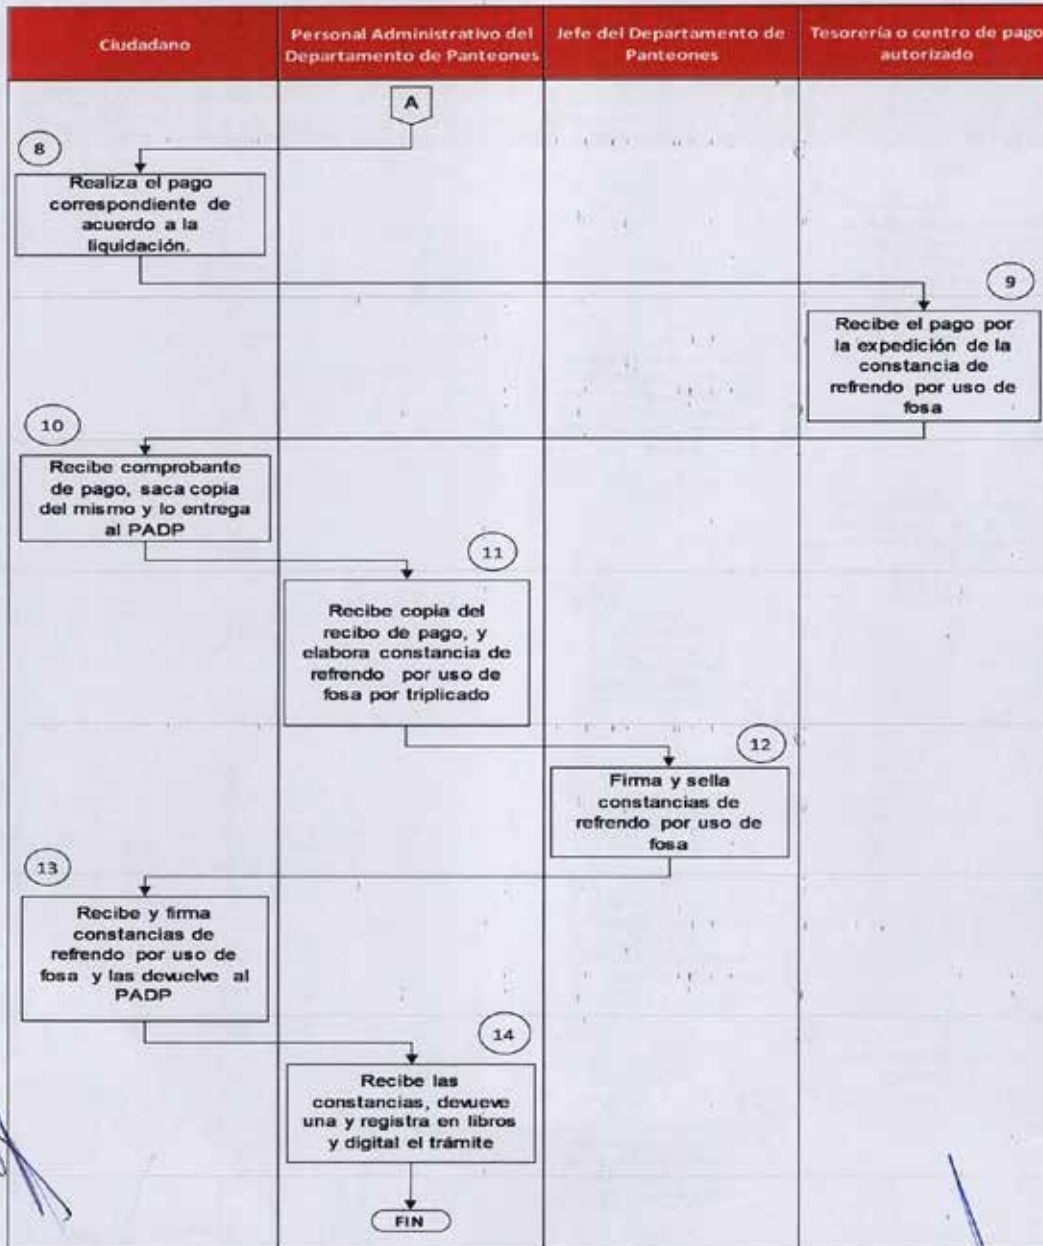 Ciudadano
Personal Administrativo del
Departamento de Panteones
Jefe del Departamento de
Panteones
Tesorería o centro de pago
autorizado
A
8
Realiza el pago
correspondiente de
acuerdo a la
liquidación.
9
Recibe el pago por
la expedición de la
constancia de
refrendo por uso de
fosa
10
Recibe comprobante
de pago, saca copia
del mismo y lo entrega
al PADP
11
Recibe copia del
recibo de pago, y
elabora constancia de
refrendo por uso de
fosa por triplicado
12
Firma y sella
constancias de
refrendo por uso de
fosa
13
Recibe y firma
constancias de
refrendo por uso de
fosa y las devuelve al
PADP
14
Recibe las
constancias, devueve
una y registra en libros
y digital el trámite
FIN